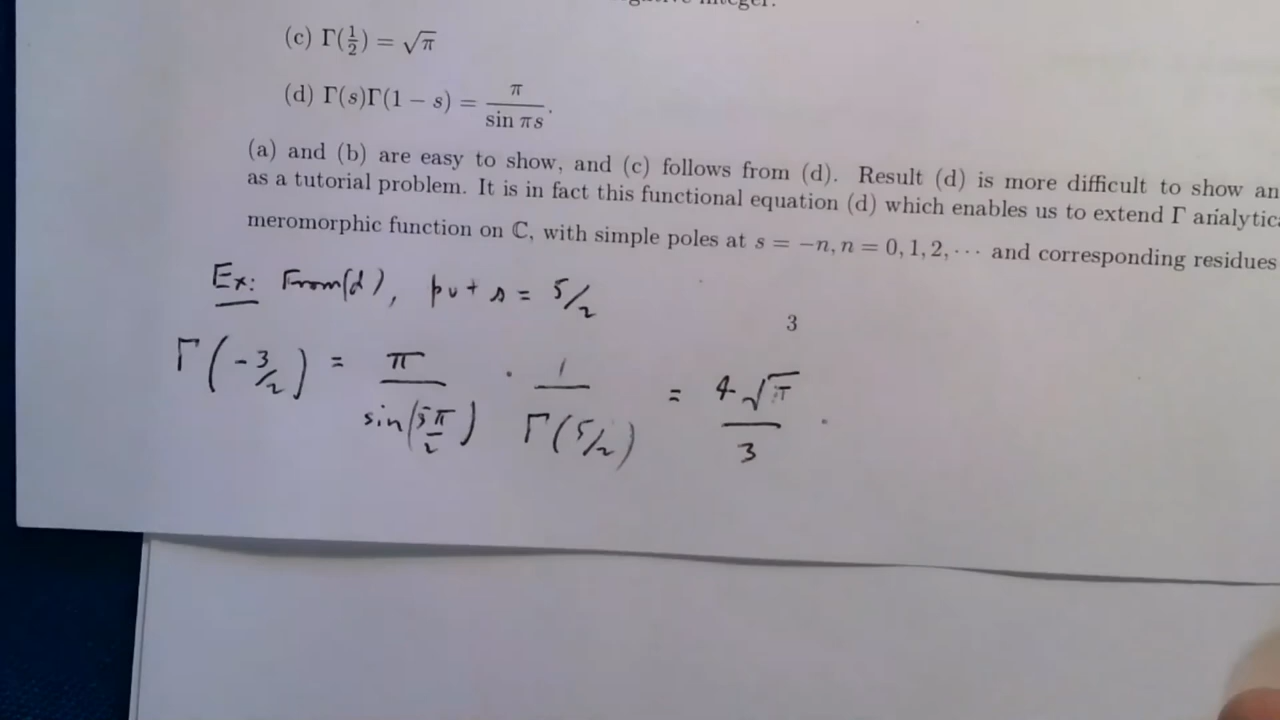 integer.
(c) Γ(1/2) = √π
(d) Γ(s)Γ(1 − s) = π / sin πs.
(a) and (b) are easy to show, and (c) follows from (d). Result (d) is more difficult to show an
as a tutorial problem. It is in fact this functional equation (d) which enables us to extend Γ analytica
meromorphic function on ℂ, with simple poles at s = −n, n = 0, 1, 2, ⋯ and corresponding residues
Ex: From (d), put s = 5/2
3
Γ(−3/2) = π / sin(5π/2) · 1 / Γ(5/2) = 4√π / 3.